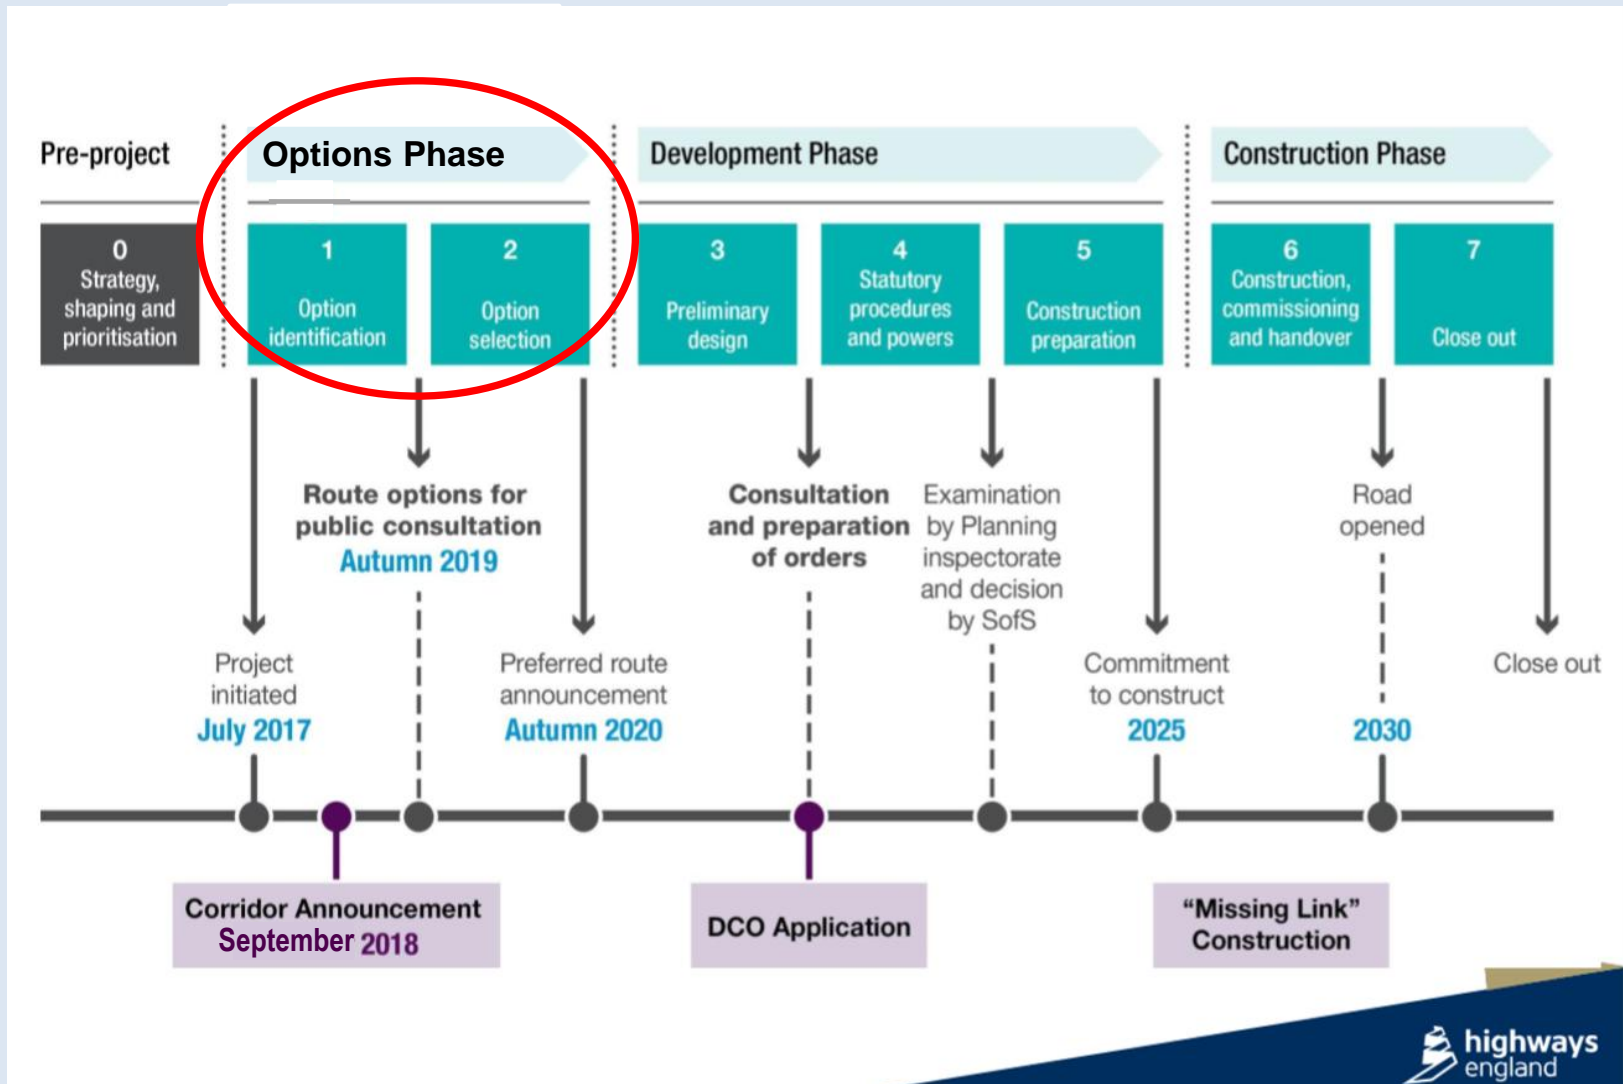 Pre-project
Options Phase
Development Phase
Construction Phase
0
Strategy,
shaping and
prioritisation
1
Option
identification
2
Option
selection
3
Preliminary
design
4
Statutory
procedures
and powers
5
Construction
preparation
6
Construction,
commissioning
and handover
7
Close out
Route options for
public consultation
Autumn 2019
Consultation
and preparation
of orders
Examination
by Planning
inspectorate
and decision
by SofS
Road
opened
Project
initiated
July 2017
Preferred route
announcement
Autumn 2020
Commitment
to construct
2025
2030
Close out
Corridor Announcement
September 2018
DCO Application
“Missing Link”
Construction
highways
england